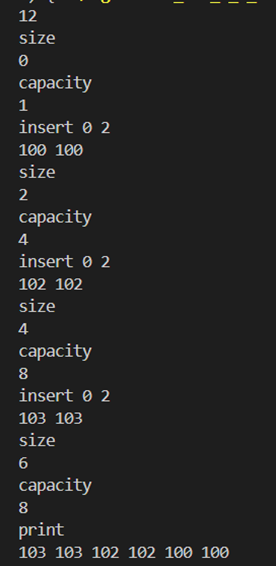 12
size
0
capacity
1
insert 0 2
100 100
size
2
capacity
4
insert 0 2
102 102
size
4
capacity
8
insert 0 2
103 103
size
6
capacity
8
print
103 103 102 102 100 100